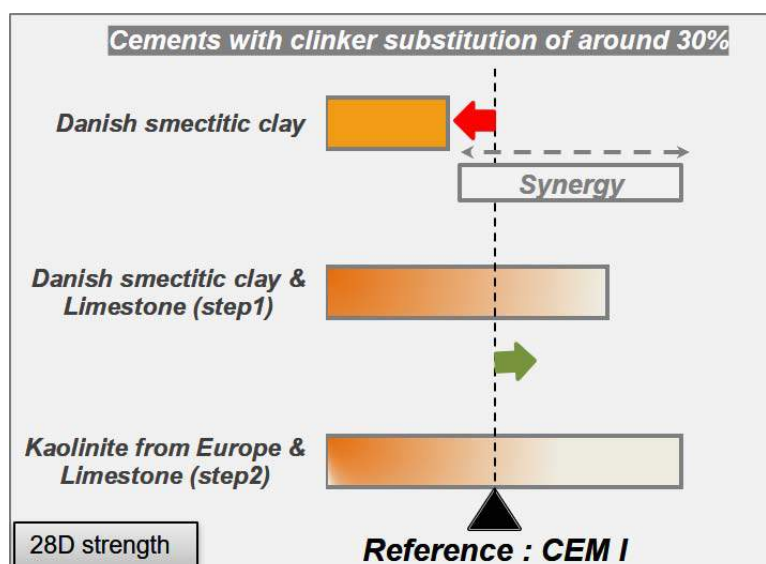 Cements with clinker substitution of around 30%
Danish smectitic clay
Synergy
Danish smectitic clay &
Limestone (step1)
Kaolinite from Europe &
Limestone (step2)
28D strength
Reference : CEM I